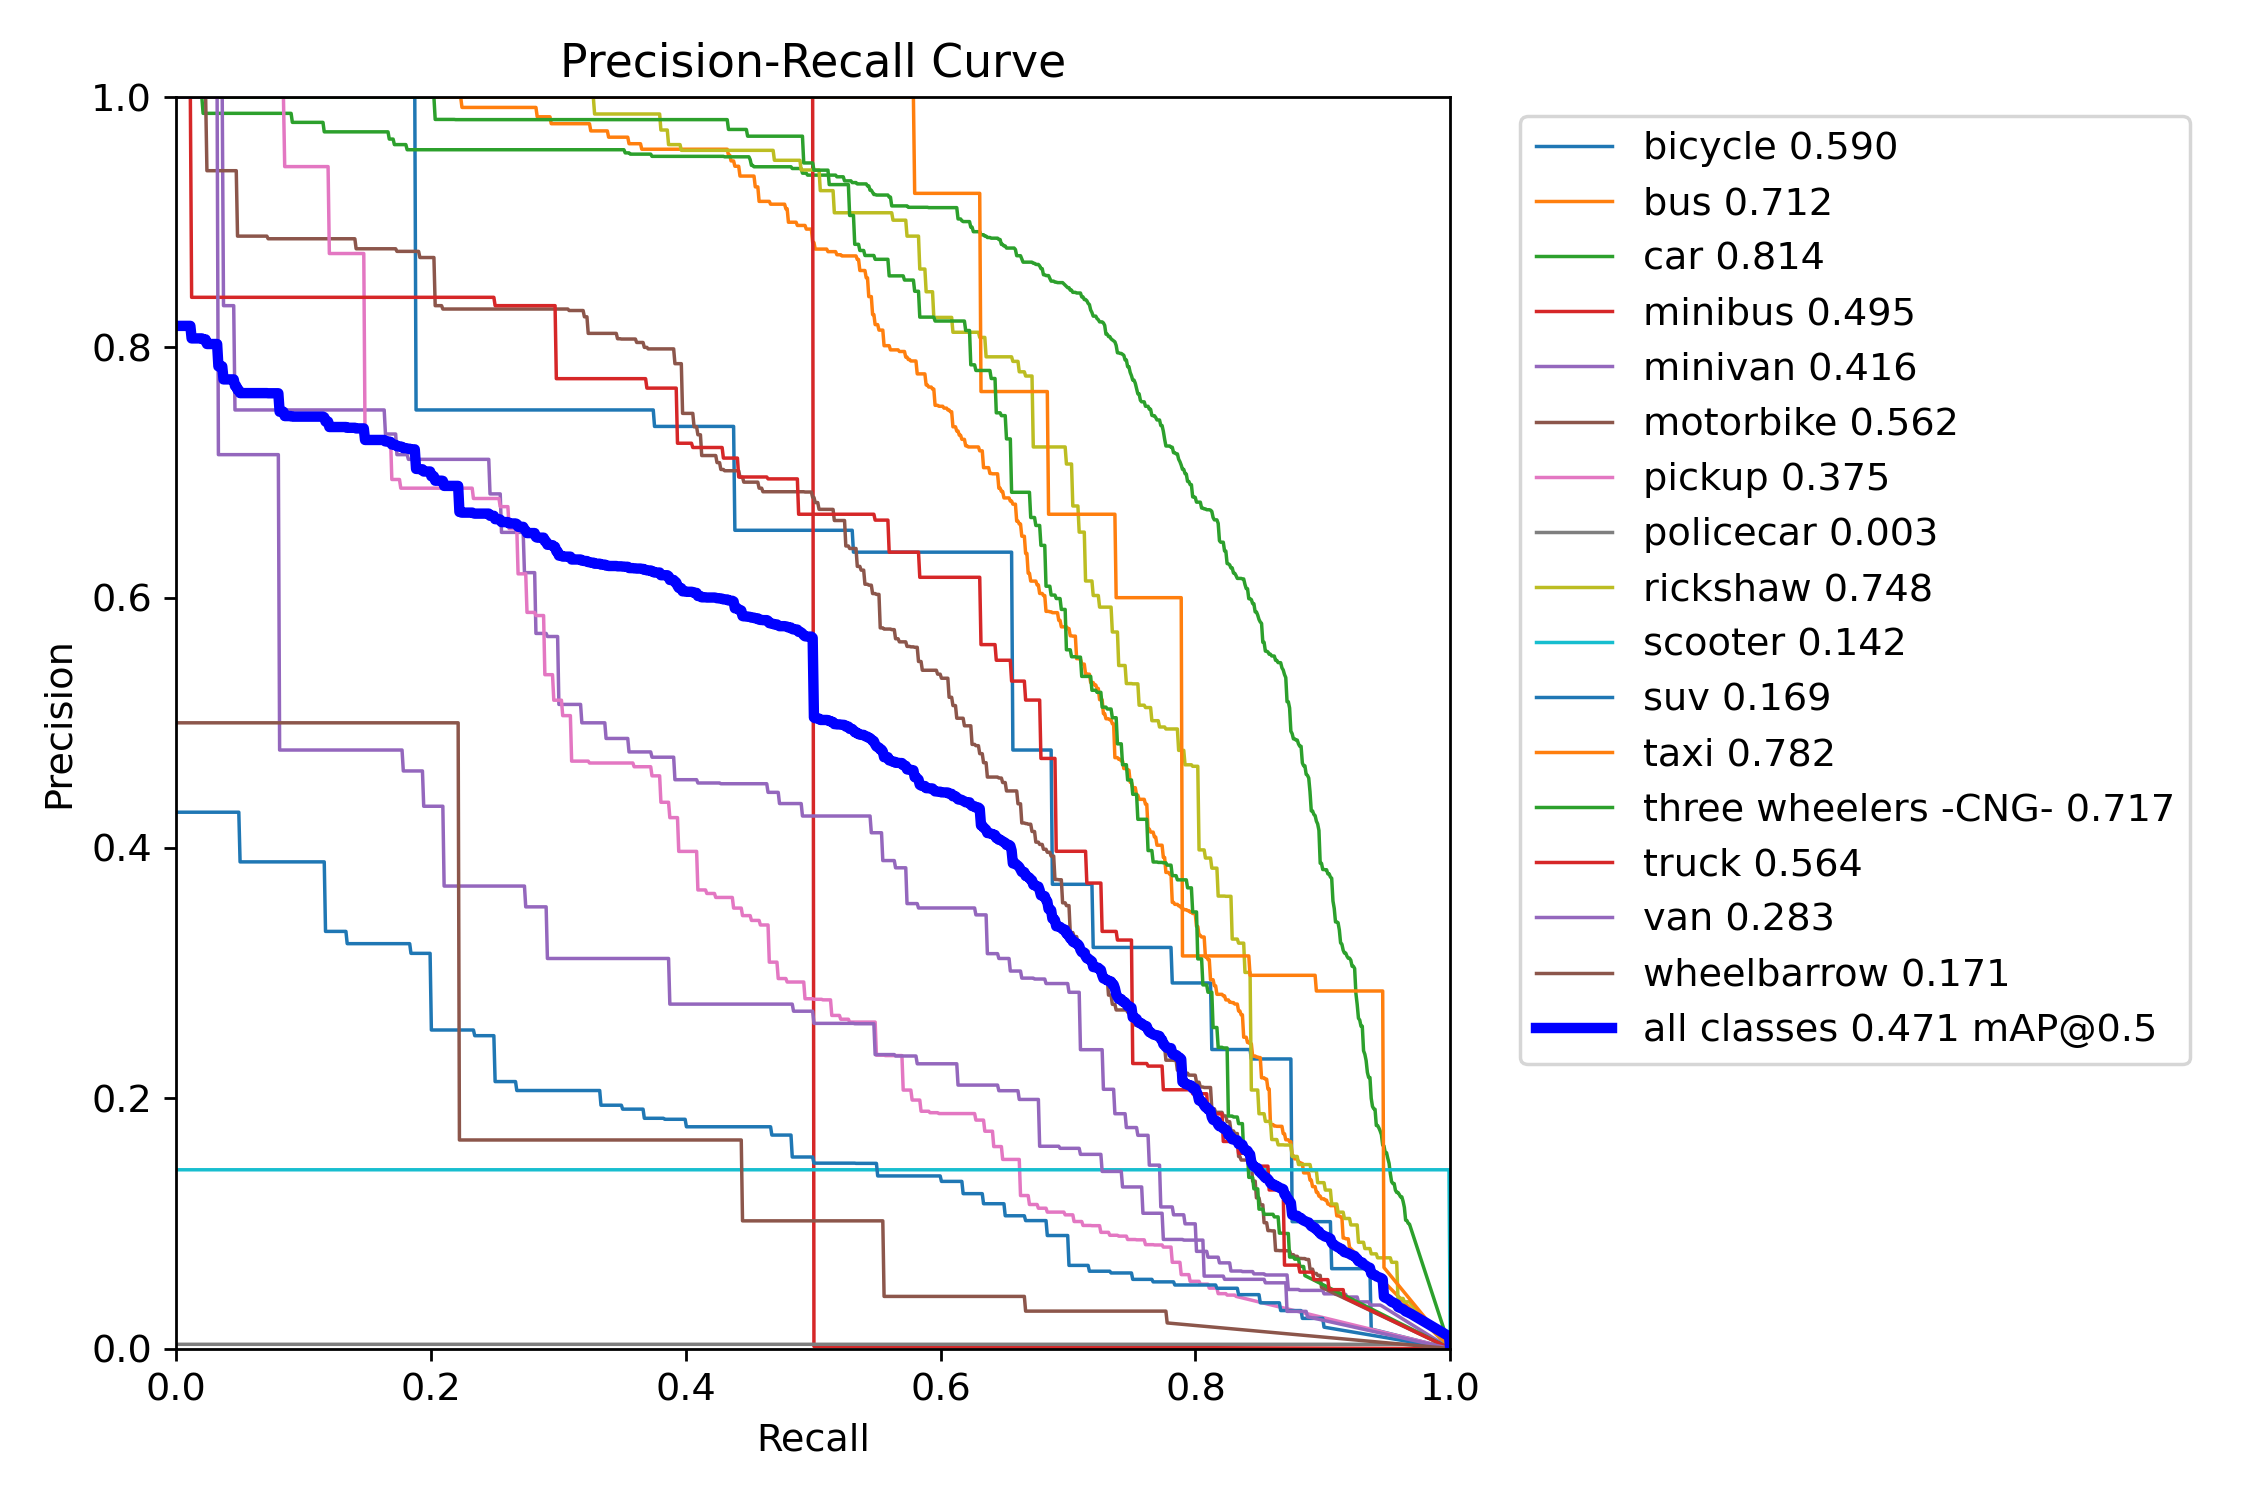 Precision-Recall Curve
1.0
0.8
0.6
0.4
0.2
0.0
Precision
0.0 0.2 0.4 0.6 0.8 1.0
Recall
bicycle 0.590
bus 0.712
car 0.814
minibus 0.495
minivan 0.416
motorbike 0.562
pickup 0.375
policecar 0.003
rickshaw 0.748
scooter 0.142
suv 0.169
taxi 0.782
three wheelers -CNG- 0.717
truck 0.564
van 0.283
wheelbarrow 0.171
all classes 0.471 mAP@0.5